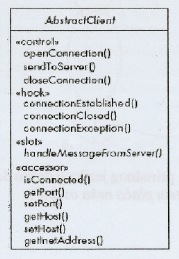 AbstractClient
«control»
openConnection()
sendToServer()
closeConnection()
«hook»
connectionEstablished()
connectionClosed()
connectionException()
«slot»
handleMessageFromServer()
«accessor»
isConnected()
getPort()
setPort()
getHost()
setHost()
getInetAddress()